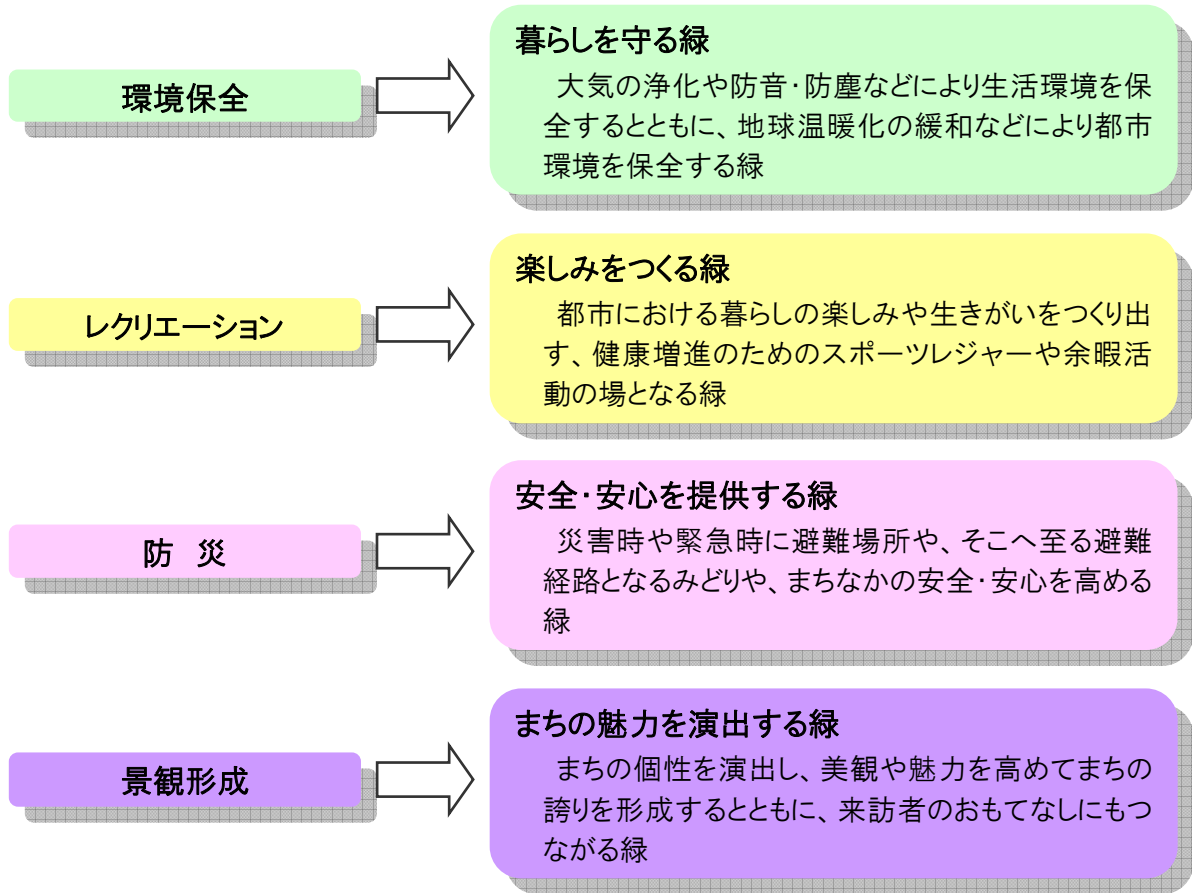 環境保全
暮らしを守る緑
大気の浄化や防音･防塵などにより生活環境を保
全するとともに、地球温暖化の緩和などにより都市
環境を保全する緑
レクリエーション
楽しみをつくる緑
都市における暮らしの楽しみや生きがいをつくり出
す、健康増進のためのスポーツレジャーや余暇活
動の場となる緑
防　災
安全･安心を提供する緑
災害時や緊急時に避難場所や、そこへ至る避難
経路となるみどりや、まちなかの安全･安心を高める
緑
景観形成
まちの魅力を演出する緑
まちの個性を演出し、美観や魅力を高めてまちの
誇りを形成するとともに、来訪者のおもてなしにもつ
ながる緑